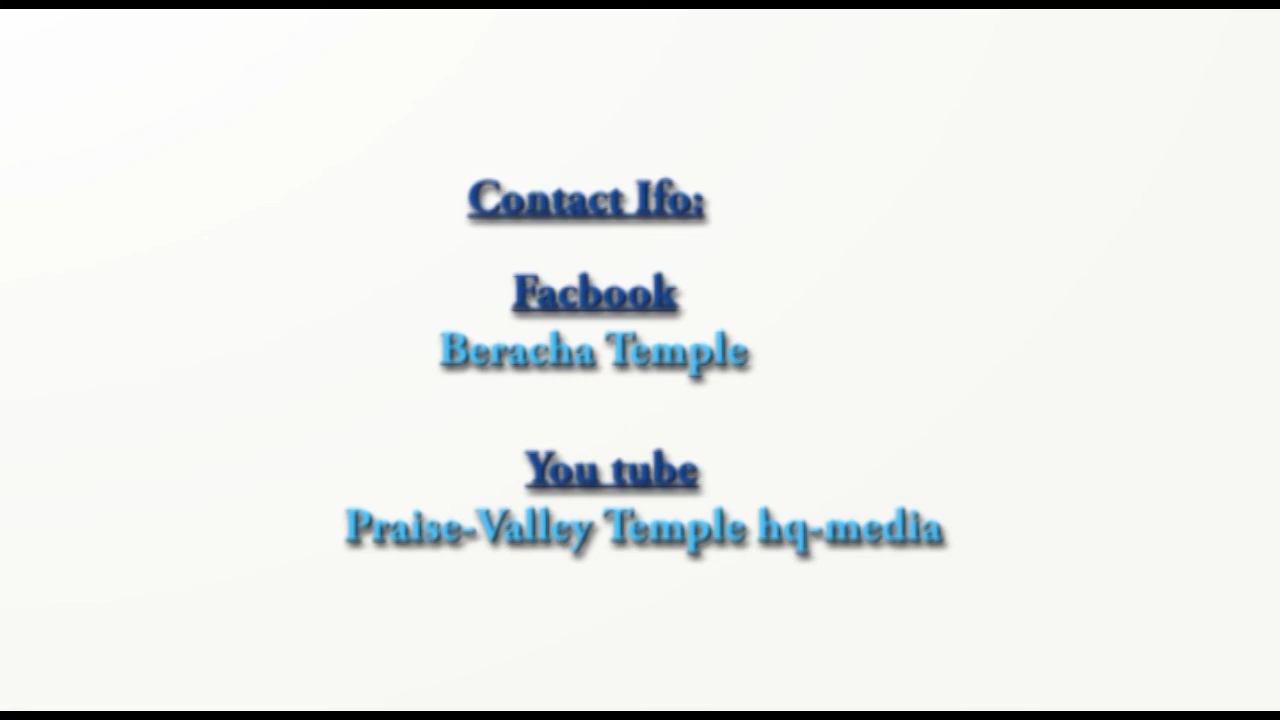 Contact Ifo:
Facbook
Beracha Temple
You tube
Praise-Valley Temple hq-media